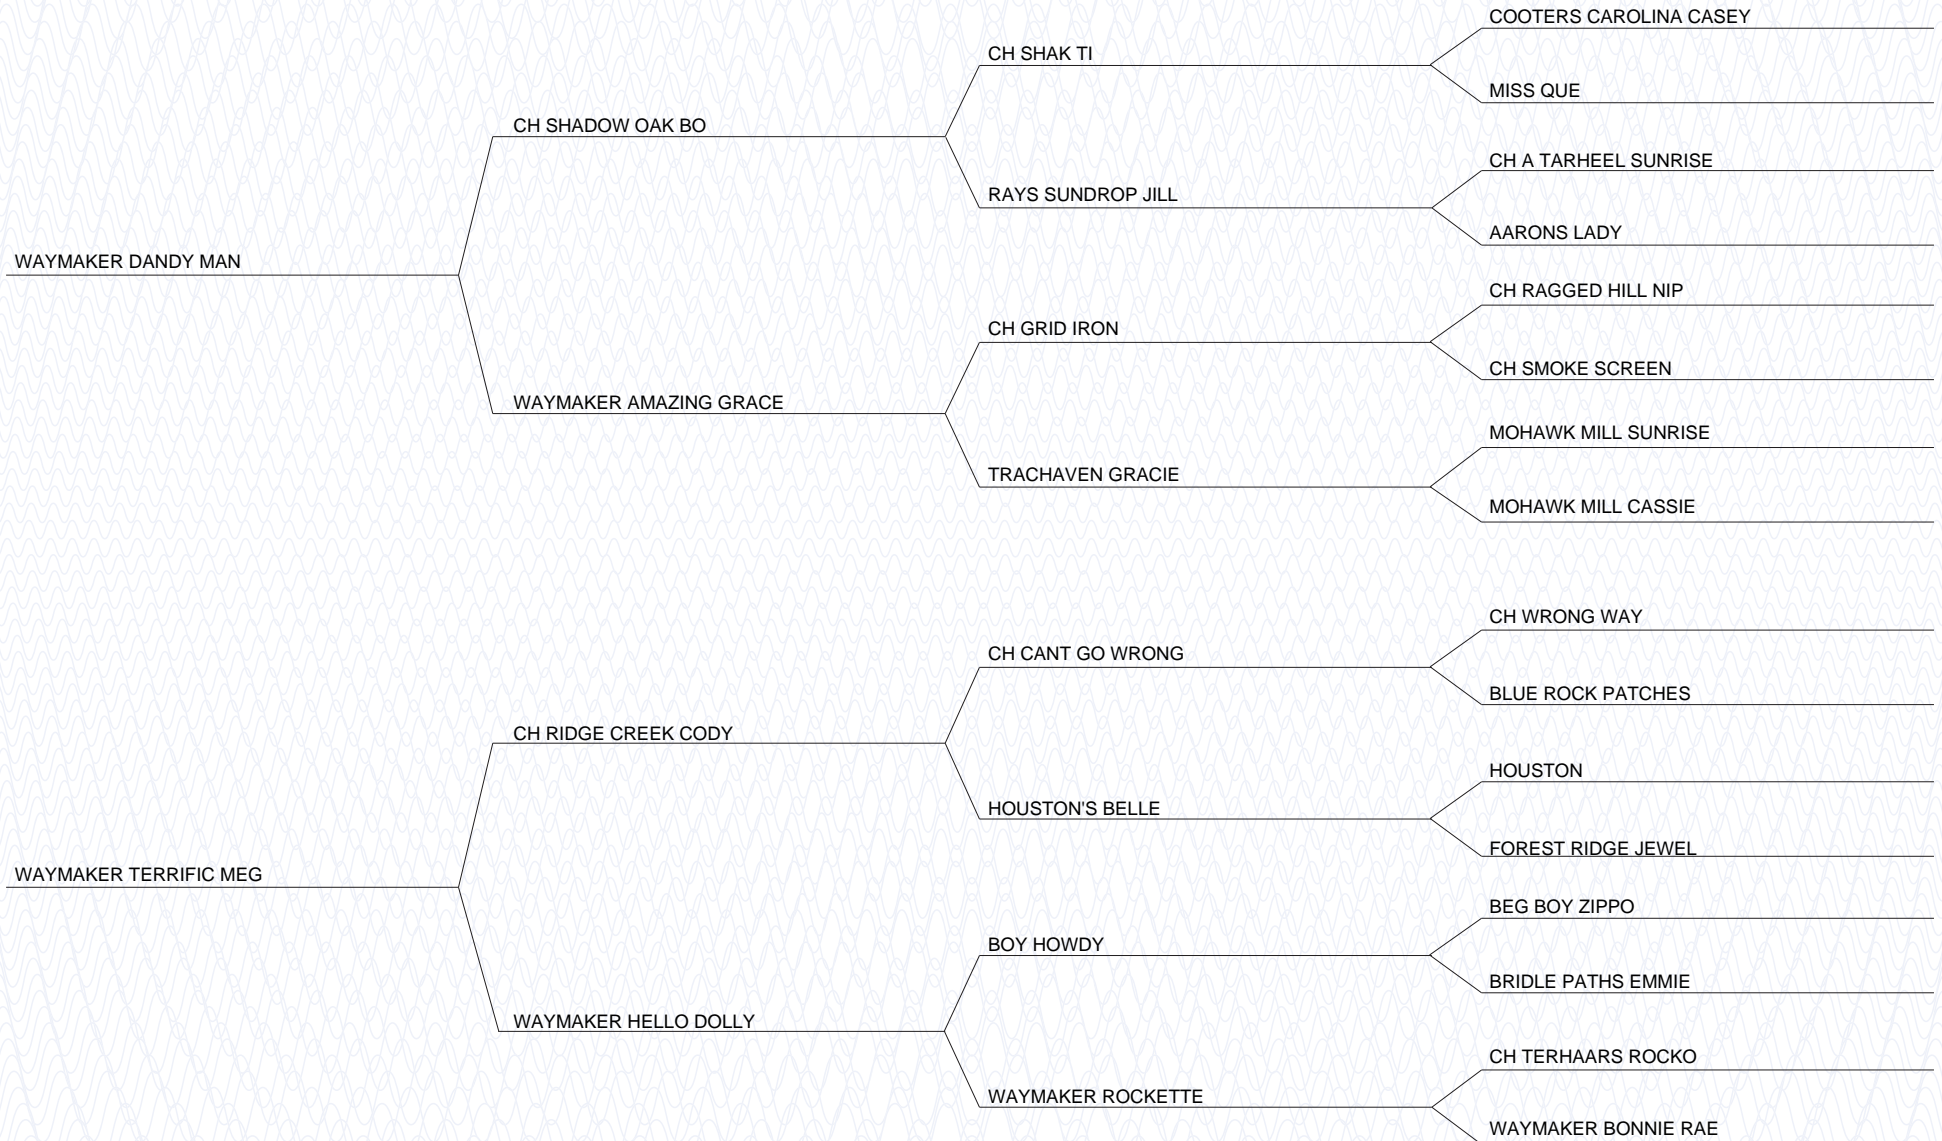 COOTERS CAROLINA CASEY
CH SHAK TI
MISS QUE
CH SHADOW OAK BO
CH A TARHEEL SUNRISE
RAYS SUNDROP JILL
AARONS LADY
WAYMAKER DANDY MAN
CH RAGGED HILL NIP
CH GRID IRON
CH SMOKE SCREEN
WAYMAKER AMAZING GRACE
MOHAWK MILL SUNRISE
TRACHAVEN GRACIE
MOHAWK MILL CASSIE
CH WRONG WAY
CH CANT GO WRONG
BLUE ROCK PATCHES
CH RIDGE CREEK CODY
HOUSTON
HOUSTON'S BELLE
FOREST RIDGE JEWEL
WAYMAKER TERRIFIC MEG
BEG BOY ZIPPO
BOY HOWDY
BRIDLE PATHS EMMIE
WAYMAKER HELLO DOLLY
CH TERHAARS ROCKO
WAYMAKER ROCKETTE
WAYMAKER BONNIE RAE